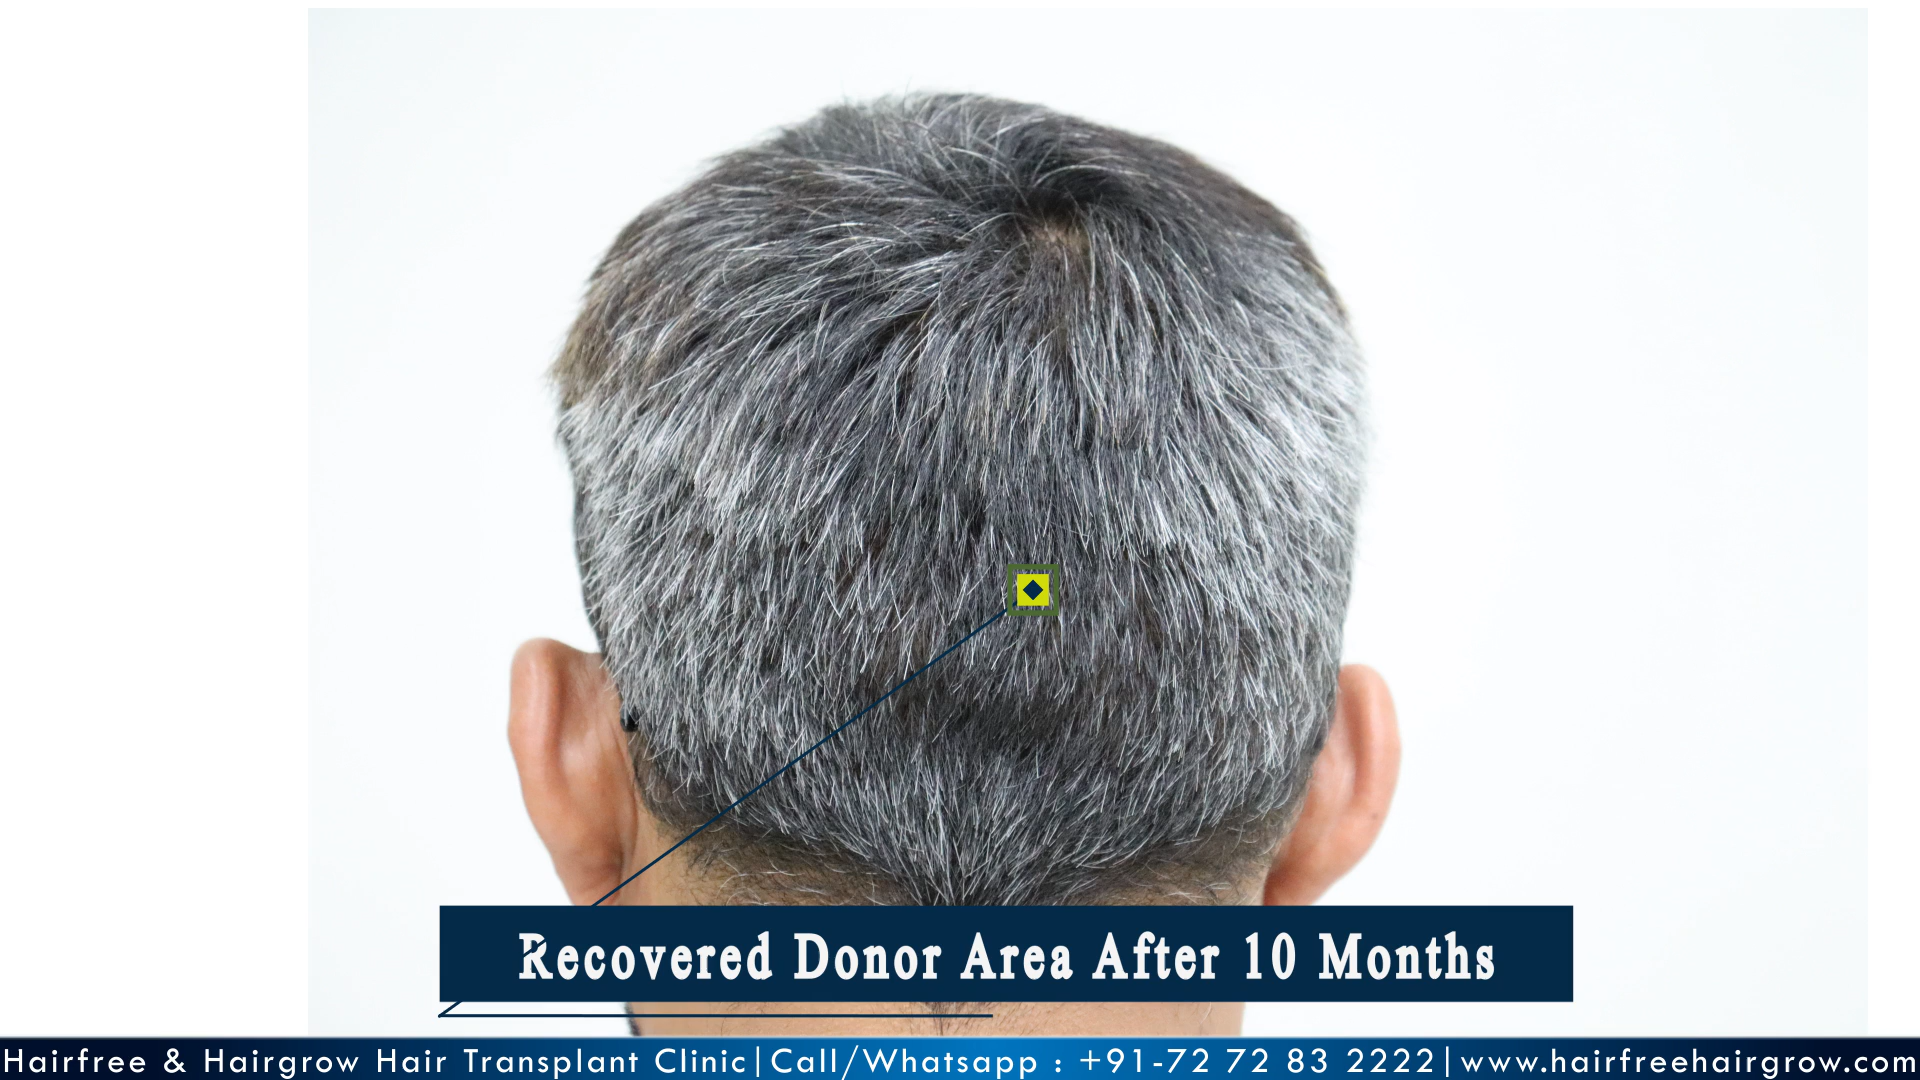 Recovered Donor Area After 10 Months
Hairfree & Hairgrow Hair Transplant Clinic|Call/Whatsapp : +91-72 72 83 2222|www.hairfreehairgrow.com